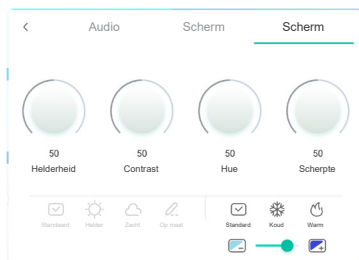 Audio Scherm Scherm
50 50 50 50
Helderheid Contrast Hue Scherpte
Standaard Helder Zacht Op maat Standard Koud Warm